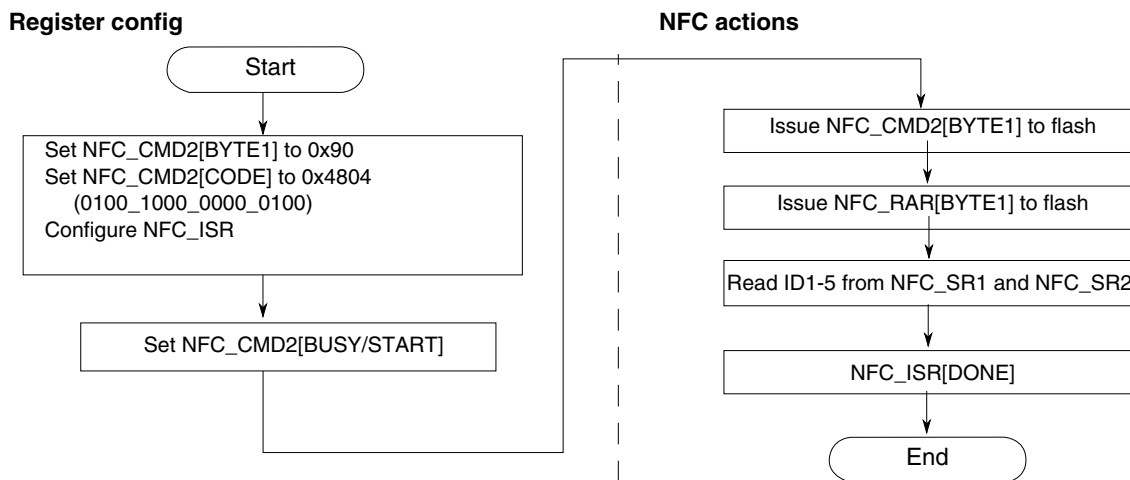 Register config
Start
Set NFC_CMD2[BYTE1] to 0x90
Set NFC_CMD2[CODE] to 0x4804
(0100_1000_0000_0100)
Configure NFC_ISR
Set NFC_CMD2[BUSY/START]
NFC actions
Issue NFC_CMD2[BYTE1] to flash
Issue NFC_RAR[BYTE1] to flash
Read ID1-5 from NFC_SR1 and NFC_SR2
NFC_ISR[DONE]
End